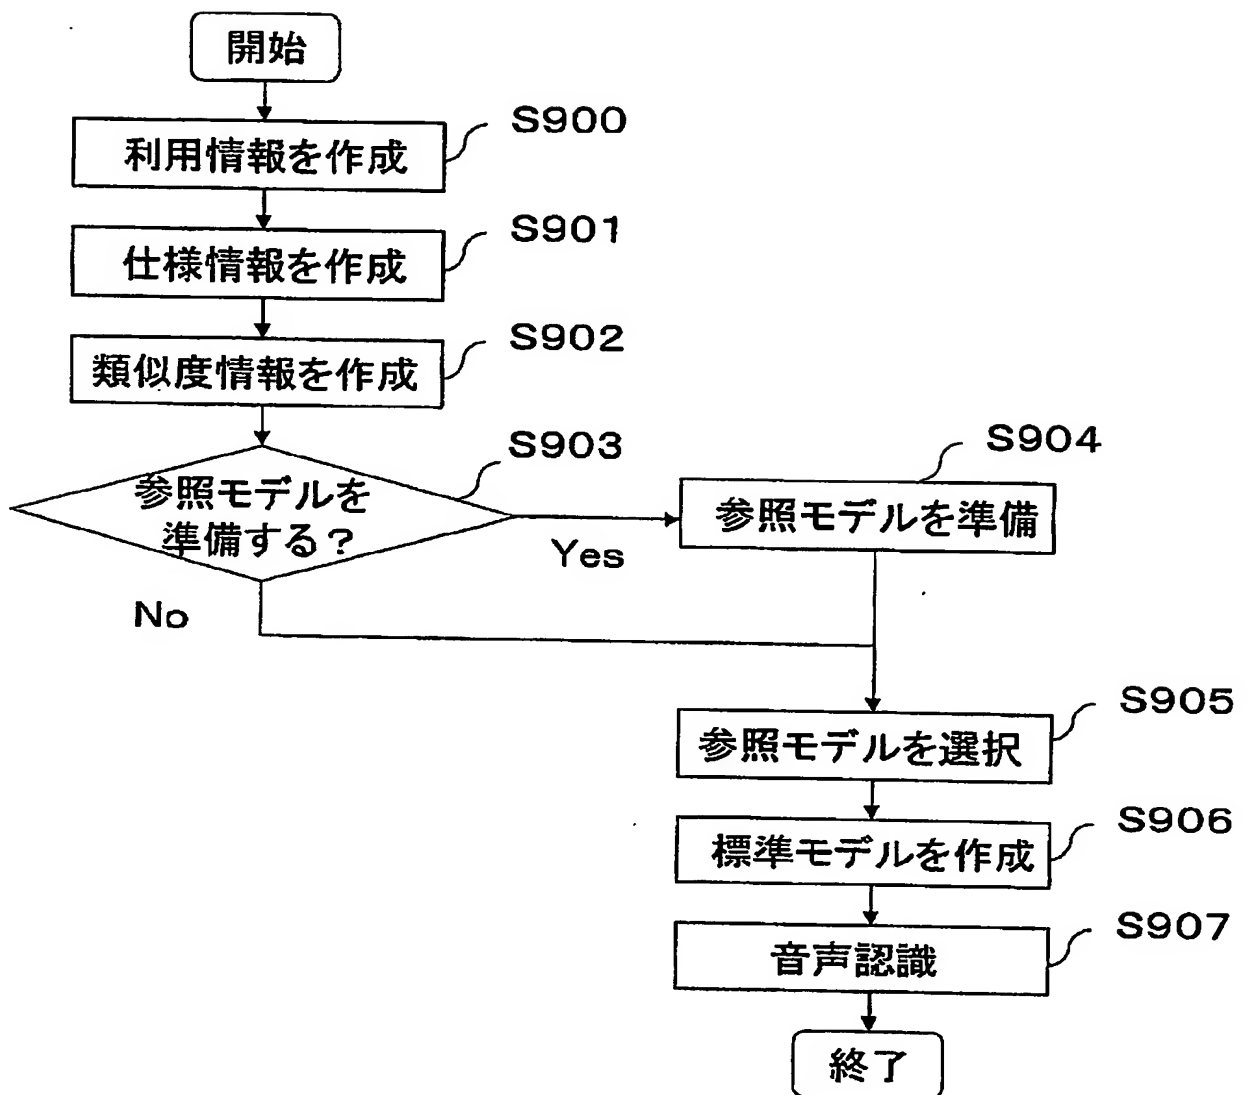 開始
S900
利用情報を作成
S901
仕様情報を作成
S902
類似度情報を作成
S903
参照モデルを
準備する？
Yes
No
S904
参照モデルを準備
S905
参照モデルを選択
S906
標準モデルを作成
S907
音声認識
終了